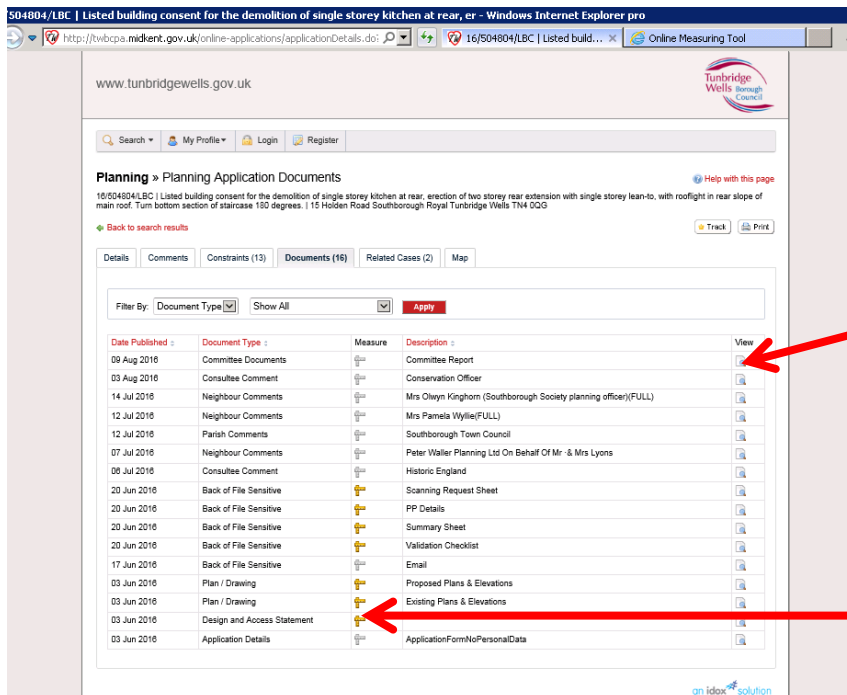 /504804/LBC | Listed building consent for the demolition of single storey kitchen at rear, er - Windows Internet Explorer pro
http://twbcpa.midkent.gov.uk/online-applications/applicationDetails.do? 16/504804/LBC | Listed build... × Online Measuring Tool
www.tunbridgewells.gov.uk
Tunbridge
Wells Borough
Council
Search My Profile Login Register
Planning » Planning Application Documents
Help with this page
16/504804/LBC | Listed building consent for the demolition of single storey kitchen at rear, erection of two storey rear extension with single storey lean-to, with rooflight in rear slope of
main roof. Turn bottom section of staircase 180 degrees. | 15 Holden Road Southborough Royal Tunbridge Wells TN4 0QG
Back to search results Track Print
Details Comments Constraints (13) Documents (16) Related Cases (2) Map
Filter By: Document Type Show All Apply
Date Published Document Type Measure Description View
09 Aug 2016 Committee Documents Committee Report
03 Aug 2016 Consultee Comment Conservation Officer
14 Jul 2016 Neighbour Comments Mrs Olwyn Kinghorn (Southborough Society planning officer)(FULL)
12 Jul 2016 Neighbour Comments Mrs Pamela Wyllie(FULL)
12 Jul 2016 Parish Comments Southborough Town Council
07 Jul 2016 Neighbour Comments Peter Waller Planning Ltd On Behalf Of Mr -& Mrs Lyons
06 Jul 2016 Consultee Comment Historic England
20 Jun 2016 Back of File Sensitive Scanning Request Sheet
20 Jun 2016 Back of File Sensitive PP Details
20 Jun 2016 Back of File Sensitive Summary Sheet
20 Jun 2016 Back of File Sensitive Validation Checklist
17 Jun 2016 Back of File Sensitive Email
03 Jun 2016 Plan / Drawing Proposed Plans & Elevations
03 Jun 2016 Plan / Drawing Existing Plans & Elevations
03 Jun 2016 Design and Access Statement
03 Jun 2016 Application Details ApplicationFormNoPersonalData
an idox solution